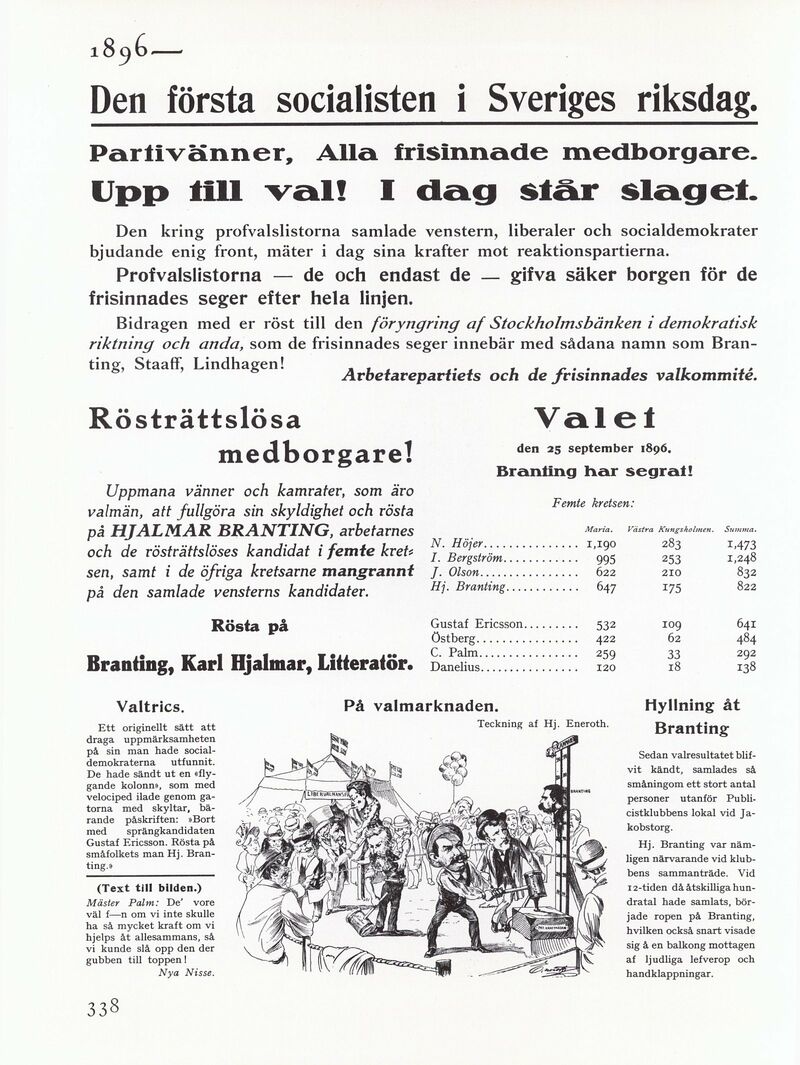 1896—
Den första socialisten i Sveriges riksdag.
Partivänner, Alla frisinnade medborgare.
Upp till val! I dag står slaget.
Den kring profvalslistorna samlade venstern, liberaler och socialdemokrater
bjudande enig front, mäter i dag sina krafter mot reaktionspartierna.
Profvalslistorna — de och endast de — gifva säker borgen för de
frisinnades seger efter hela linjen.
Bidragen med er röst till den föryngring af Stockholmsbänken i demokratisk
riktning och anda, som de frisinnades seger innebär med sådana namn som Bran-
ting, Staaff, Lindhagen!
Arbetarepartiets och de frisinnades valkommité.
Rösträttslösa
medborgare!
Uppmana vänner och kamrater, som äro
valmän, att fullgöra sin skyldighet och rösta
på HJALMAR BRANTING, arbetarnes
och de rösträttslöses kandidat i femte kret-
sen, samt i de öfriga kretsarne mangrannt
på den samlade vensterns kandidater.
Rösta på
Branting, Karl Hjalmar, Litteratör.
Valet
den 25 september 1896.
Branting har segrat!
Femte kretsen:
Maria. Västra Kungsholmen. Summa.
N. Höjer............... 1,190 283 1,473
I. Bergström............ 995 253 1,248
J. Olson................ 622 210 832
Hj. Branting............ 647 175 822
Gustaf Ericsson......... 532 109 641
Östberg................. 422 62 484
C. Palm................. 259 33 292
Danelius................ 120 18 138
Valtrics.
Ett originellt sätt att
draga uppmärksamheten
på sin man hade social-
demokraterna utfunnit.
De hade sändt ut en «fly-
gande kolonn», som med
velociped ilade genom ga-
torna med skyltar, bä-
rande påskriften: »Bort
med sprängkandidaten
Gustaf Ericsson. Rösta på
småfolkets man Hj. Bran-
ting.»
(Text till bilden.)
Mäster Palm: De' vore
väl f—n om vi inte skulle
ha så mycket kraft om vi
hjelps åt allesammans, så
vi kunde slå opp den der
gubben till toppen!
Nya Nisse.
På valmarknaden.
Teckning af Hj. Eneroth.
BRANTING
Hyllning åt
Branting
Sedan valresultatet blif-
vit kändt, samlades så
småningom ett stort antal
personer utanför Publi-
cistklubbens lokal vid Ja-
kobstorg.
Hj. Branting var näm-
ligen närvarande vid klub-
bens sammanträde. Vid
12-tiden då åtskilliga hun-
dratal hade samlats, bör-
jade ropen på Branting,
hvilken också snart visade
sig å en balkong mottagen
af ljudliga lefverop och
handklappningar.
338